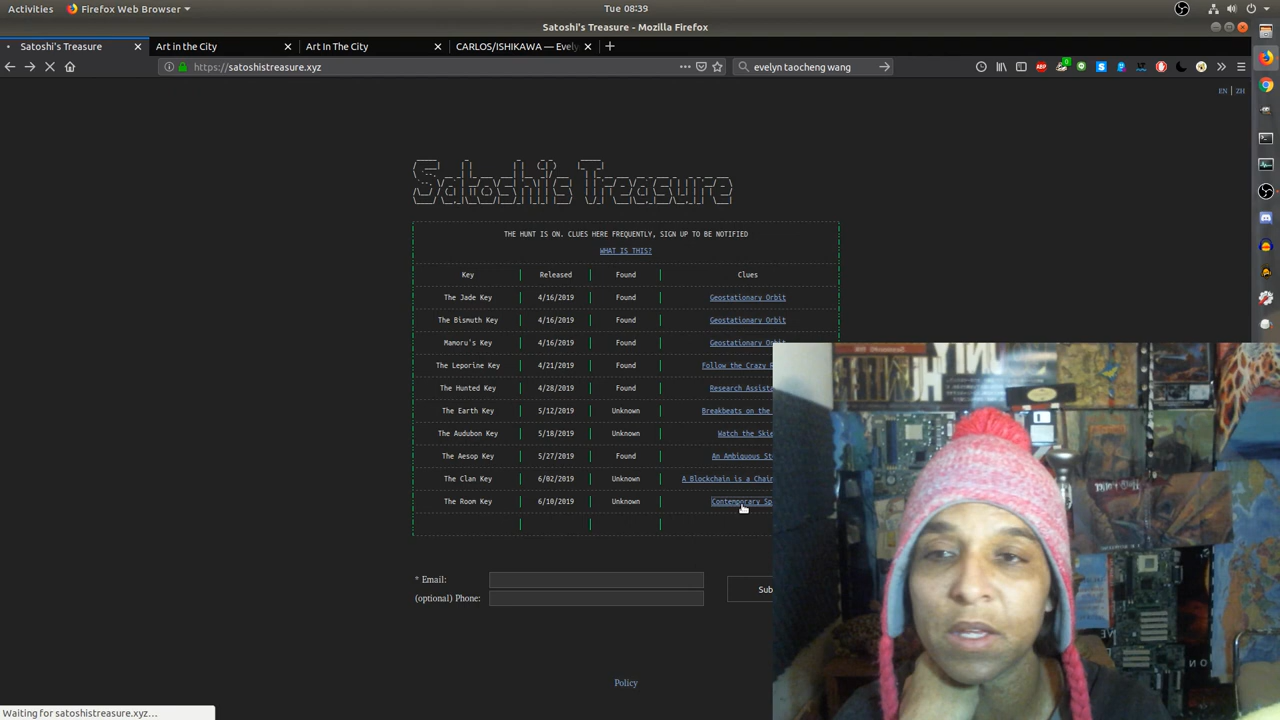 Activities Firefox Web Browser Tue 08:39
Satoshi's Treasure - Mozilla Firefox
Satoshi's Treasure Art in the City Art In The City CARLOS/ISHIKAWA — Evely
https://satoshistreasure.xyz evelyn taocheng wang
EN | ZH
Satoshi's Treasure
THE HUNT IS ON. CLUES HERE FREQUENTLY, SIGN UP TO BE NOTIFIED
WHAT IS THIS?
Key Released Found Clues
The Jade Key 4/16/2019 Found Geostationary Orbit
The Bismuth Key 4/16/2019 Found Geostationary Orbit
Mamoru's Key 4/16/2019 Found Geostationary Orbit
The Leporine Key 4/21/2019 Found Follow the Crazy
The Hunted Key 4/28/2019 Found Research Assista
The Earth Key 5/12/2019 Unknown Breakbeats on the
The Audubon Key 5/18/2019 Unknown Watch the Skie
The Aesop Key 5/27/2019 Found An Ambiguous St
The Clan Key 6/02/2019 Unknown A Blockchain is a Chain
The Room Key 6/10/2019 Unknown Contemporary Sp
* Email:
(optional) Phone: Sub
Policy
Waiting for satoshistreasure.xyz…